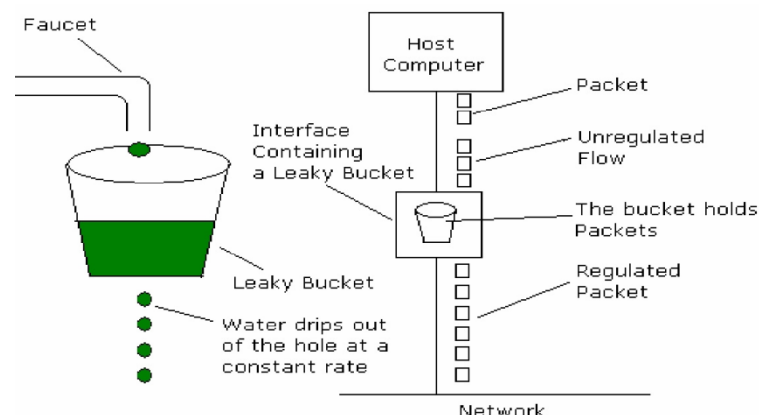 Faucet
Host
Computer
Packet
Interface
Containing
a Leaky Bucket
Unregulated
Flow
The bucket holds
Packets
Leaky Bucket
Regulated
Packet
Water drips out
of the hole at a
constant rate
Network